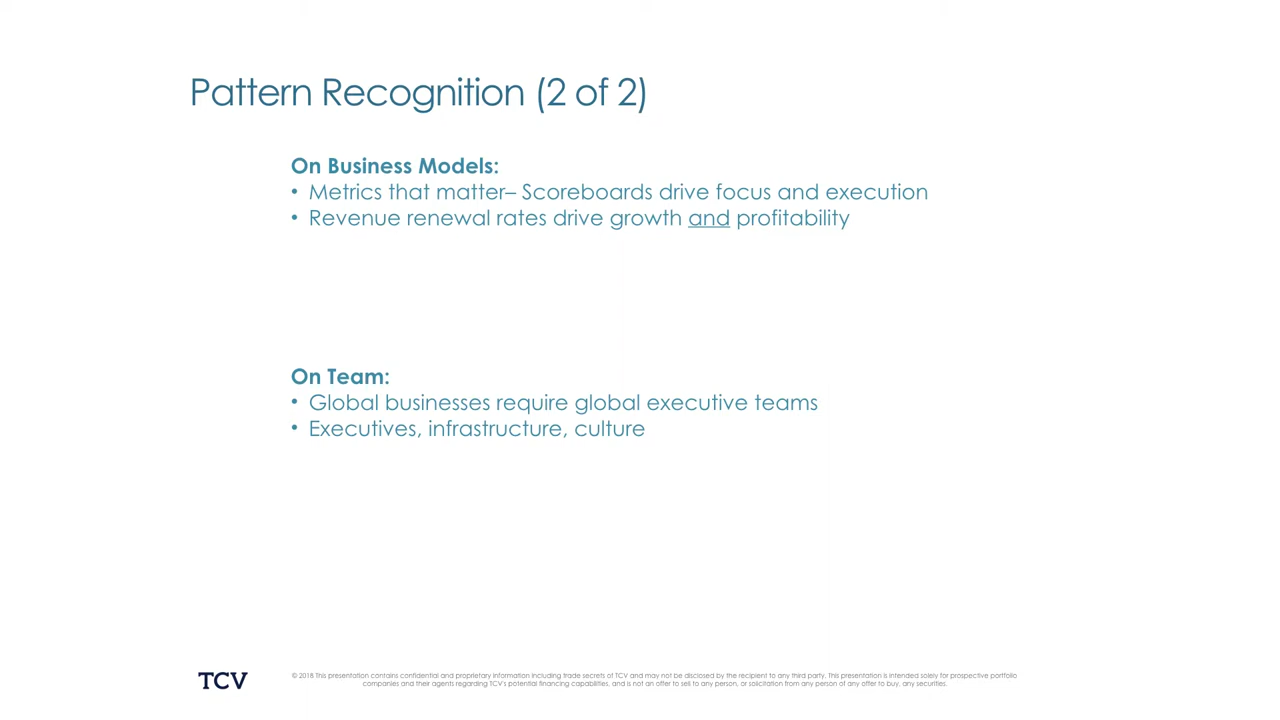 Pattern Recognition (2 of 2)
On Business Models:
• Metrics that matter– Scoreboards drive focus and execution
• Revenue renewal rates drive growth and profitability
On Team:
• Global businesses require global executive teams
• Executives, infrastructure, culture
TCV
© 2018 This presentation contains confidential and proprietary information including trade secrets of TCV and may not be disclosed by the recipient to any third party. This presentation is intended solely for prospective portfolio
companies and their agents regarding TCV's potential financing capabilities, and is not an offer to sell to any person, or solicitation from any person of any offer to buy, any securities.